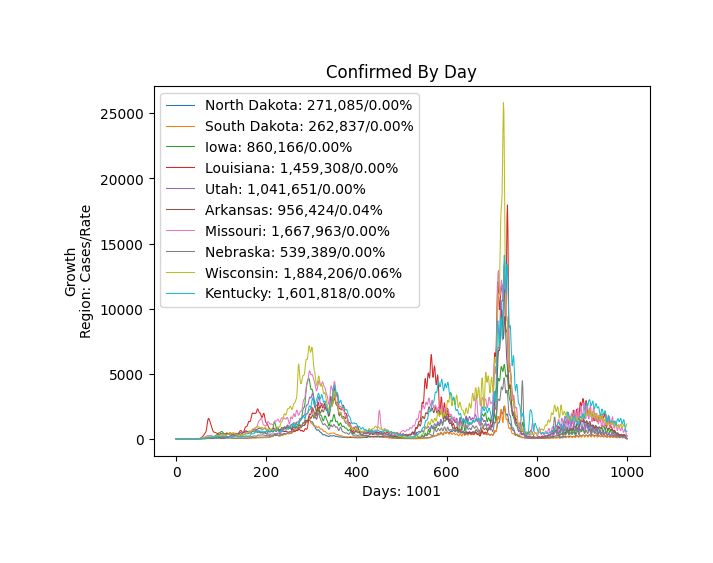 Confirmed By Day
Growth
Region: Cases/Rate
25000
20000
15000
10000
5000
0
North Dakota: 271,085/0.00%
South Dakota: 262,837/0.00%
Iowa: 860,166/0.00%
Louisiana: 1,459,308/0.00%
Utah: 1,041,651/0.00%
Arkansas: 956,424/0.04%
Missouri: 1,667,963/0.00%
Nebraska: 539,389/0.00%
Wisconsin: 1,884,206/0.06%
Kentucky: 1,601,818/0.00%
0 200 400 600 800 1000
Days: 1001